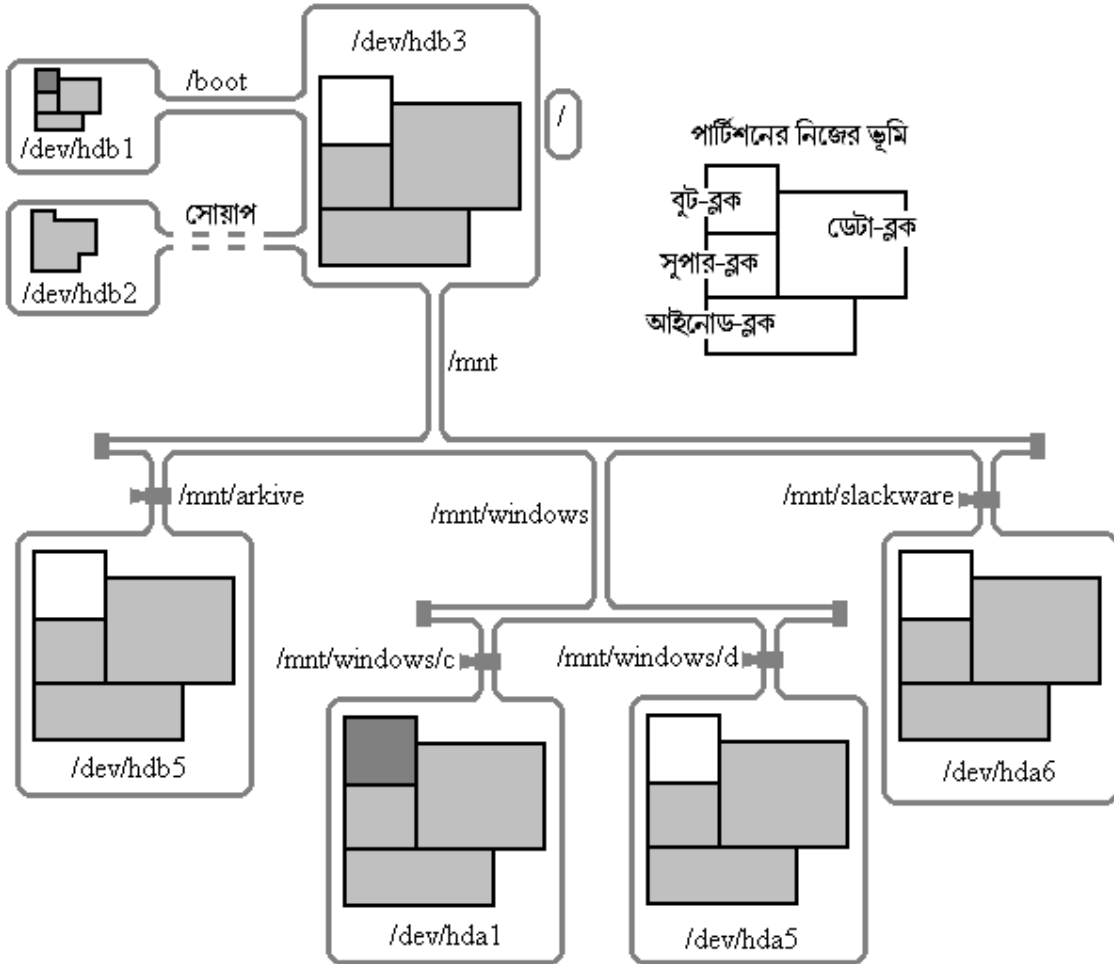 /dev/hdb3
/boot
/dev/hdb1
/
পার্টিশনের নিজের ভূমি
বুট-ব্লক
ডেটা-ব্লক
সুপার-ব্লক
আইনোড-ব্লক
সোয়াপ
/dev/hdb2
/mnt
/mnt/arkive
/mnt/windows
/mnt/slackware
/mnt/windows/c
/mnt/windows/d
/dev/hdb5
/dev/hda6
/dev/hda1
/dev/hda5